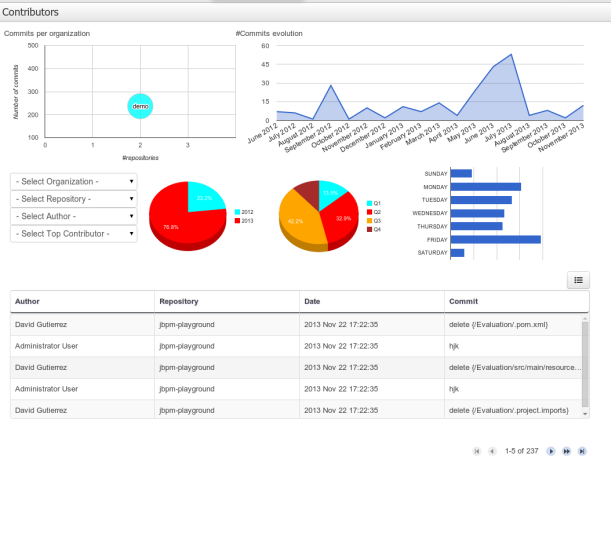 Contributors
Commits per organization
#Commits evolution
500
400
300
200
100
Number of commits
demo
0
1
2
3
#repositories
60
45
30
15
0
June 2012
July 2012
August 2012
September 2012
October 2012
November 2012
December 2012
January 2013
February 2013
March 2013
April 2013
May 2013
June 2013
July 2013
August 2013
September 2013
October 2013
November 2013
- Select Organization -
- Select Repository -
- Select Author -
- Select Top Contributor -
76.8%
2012
2013
32.9%
Q1
Q2
Q3
Q4
SUNDAY
MONDAY
TUESDAY
WEDNESDAY
THURSDAY
FRIDAY
SATURDAY
Author Repository Date Commit
David Gutierrez jbpm-playground 2013 Nov 22 17:22:35 delete {/Evaluation/.pom.xml}
Administrator User jbpm-playground 2013 Nov 22 17:22:35 hjk
David Gutierrez jbpm-playground 2013 Nov 22 17:22:35 delete {/Evaluation/src/main/resource...
Administrator User jbpm-playground 2013 Nov 22 17:22:35 hjk
David Gutierrez jbpm-playground 2013 Nov 22 17:22:35 delete {/Evaluation/.project.imports}
1-5 of 237